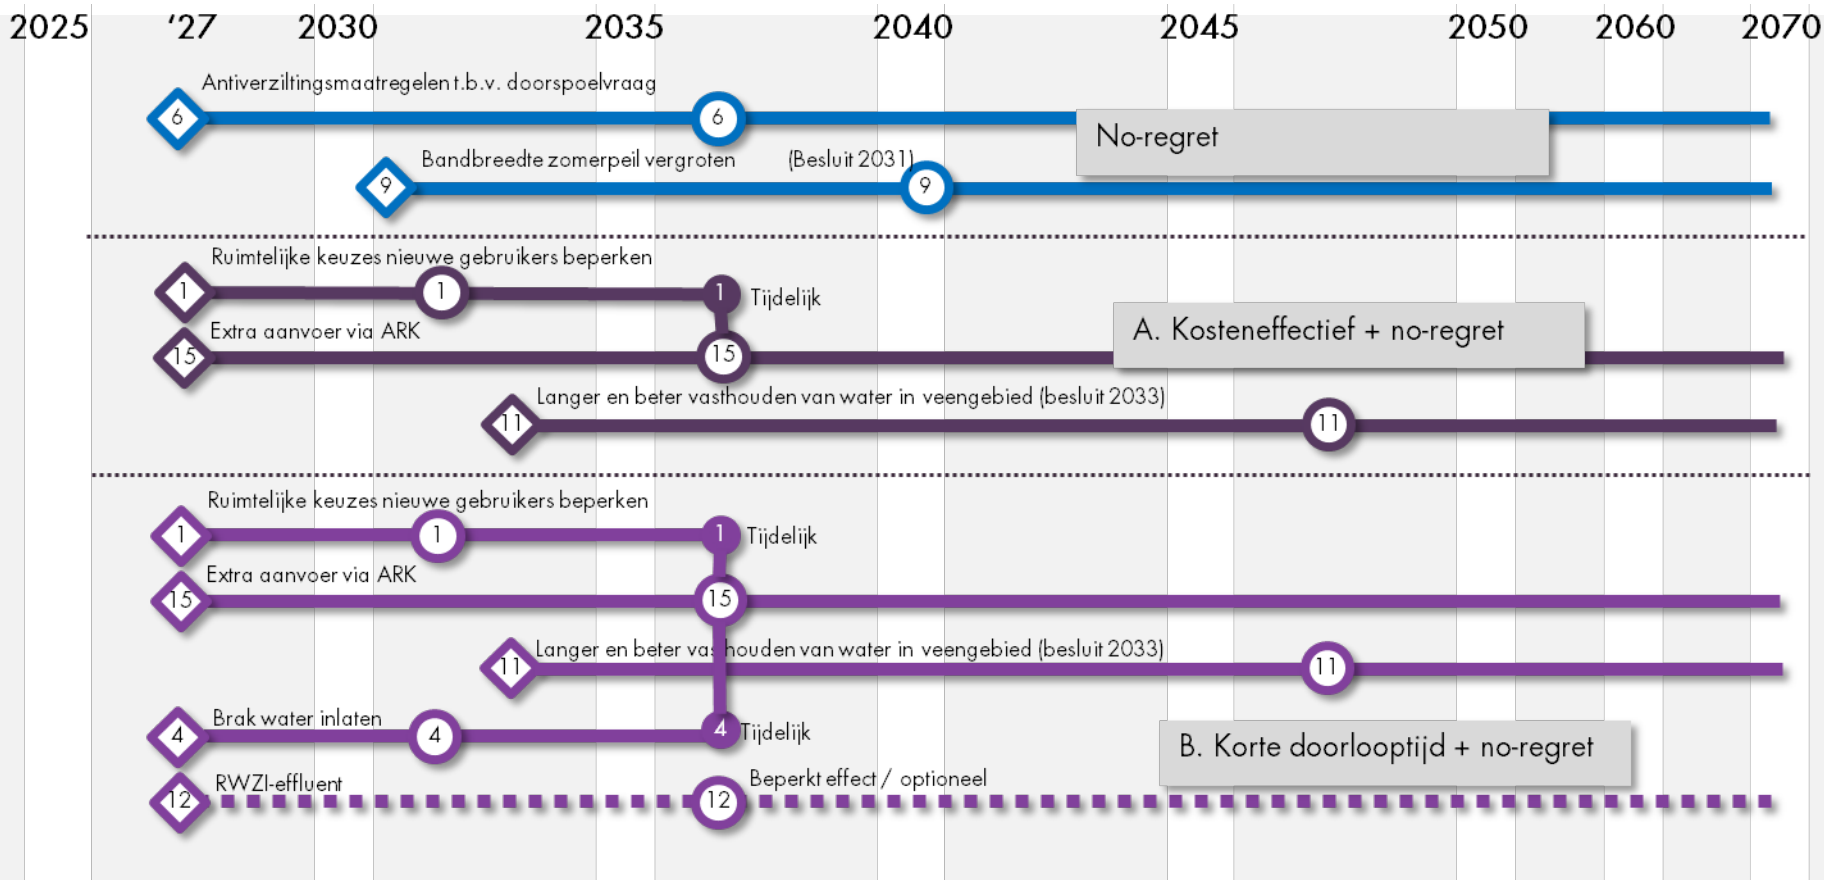 2025 '27 2030 2035 2040 2045 2050 2060 2070
Antiverziltingsmaatregelen t.b.v. doorspoelvraag
6 6
No-regret
Bandbreedte zomerpeil vergroten (Besluit 2031)
9 9
Ruimtelijke keuzes nieuwe gebruikers beperken
1 1 1 Tijdelijk
Extra aanvoer via ARK
A. Kosteneffectief + no-regret
15 15
Langer en beter vasthouden van water in veengebied (besluit 2033)
11 11
Ruimtelijke keuzes nieuwe gebruikers beperken
1 1 1 Tijdelijk
Extra aanvoer via ARK
15 15
Langer en beter vasthouden van water in veengebied (besluit 2033)
11 11
Brak water inlaten
4 4 4 Tijdelijk
B. Korte doorlooptijd + no-regret
RWZI-effluent
Beperkt effect / optioneel
12 12